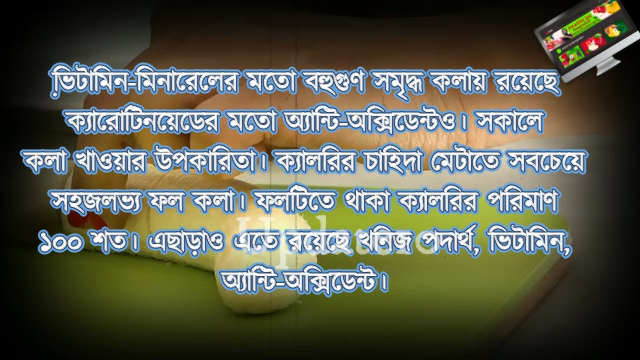 ভিটামিন-মিনারেলের মতো বহুগুণ সমৃদ্ধ কলায় রয়েছে
ক্যারোটিনয়েডের মতো অ্যান্টি-অক্সিডেন্টও। সকালে
কলা খাওয়ার উপকারিতা। ক্যালরির চাহিদা মেটাতে সবচেয়ে
সহজলভ্য ফল কলা। ফলটিতে থাকা ক্যালরির পরিমাণ
১০০ শত। এছাড়াও এতে রয়েছে খনিজ পদার্থ, ভিটামিন,
অ্যান্টি-অক্সিডেন্ট।